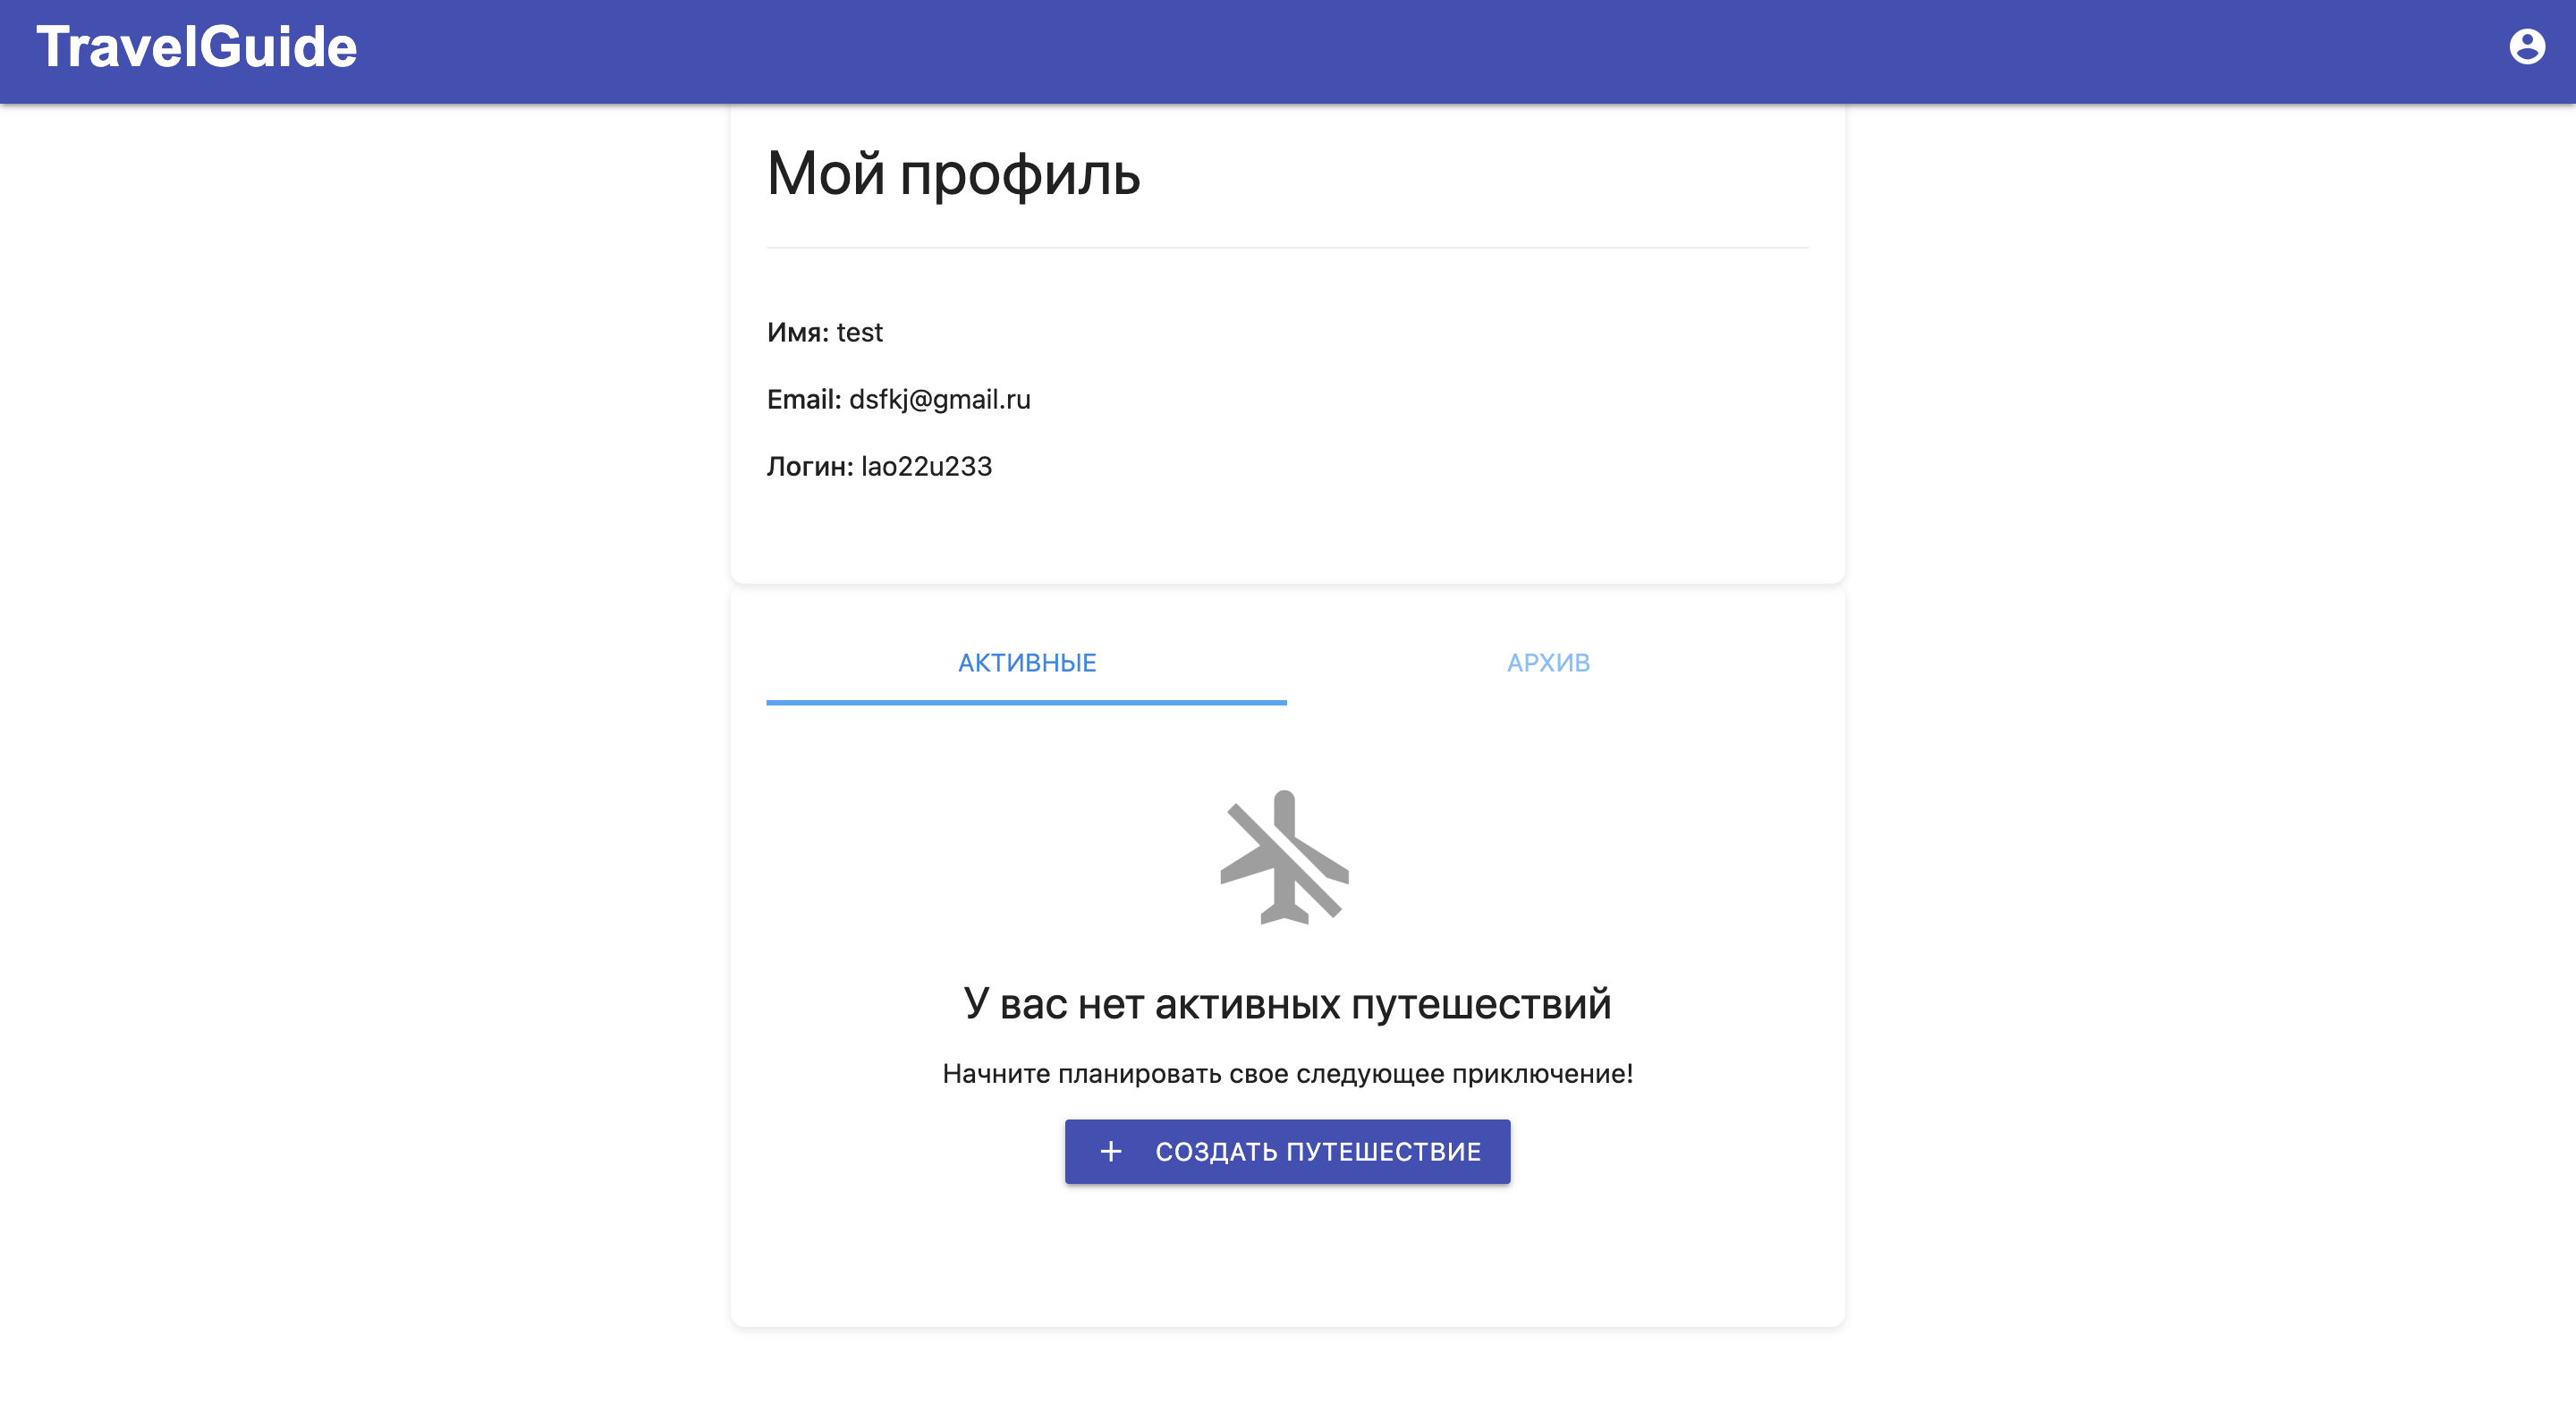 TravelGuide
Мой профиль
Имя: test
Email: dsfkj@gmail.ru
Логин: lao22u233
АКТИВНЫЕ АРХИВ
У вас нет активных путешествий
Начните планировать свое следующее приключение!
+ СОЗДАТЬ ПУТЕШЕСТВИЕ